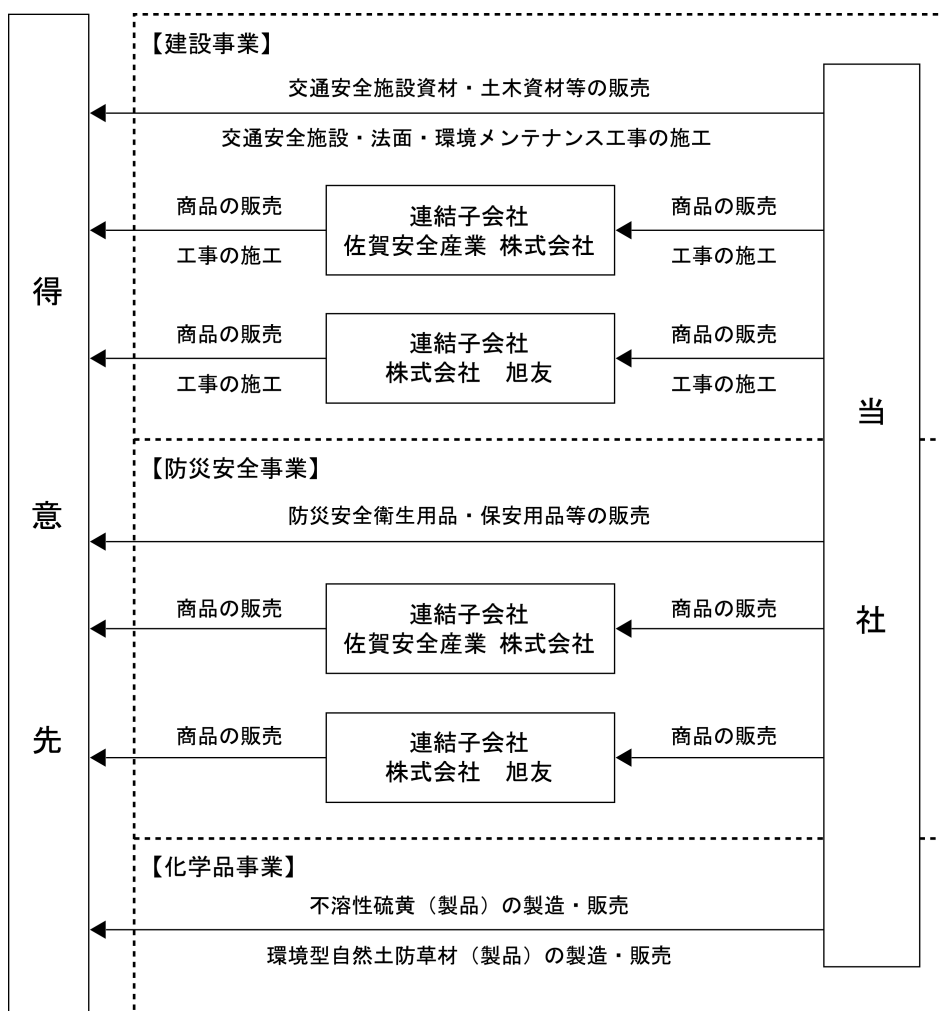 【建設事業】
交通安全施設資材・土木資材等の販売
交通安全施設・法面・環境メンテナンス工事の施工
商品の販売
工事の施工
連結子会社
佐賀安全産業 株式会社
商品の販売
工事の施工
商品の販売
工事の施工
連結子会社
株式会社　旭友
商品の販売
工事の施工
【防災安全事業】
防災安全衛生用品・保安用品等の販売
商品の販売
連結子会社
佐賀安全産業 株式会社
商品の販売
商品の販売
連結子会社
株式会社　旭友
商品の販売
【化学品事業】
不溶性硫黄（製品）の製造・販売
環境型自然土防草材（製品）の製造・販売
得意先
当社